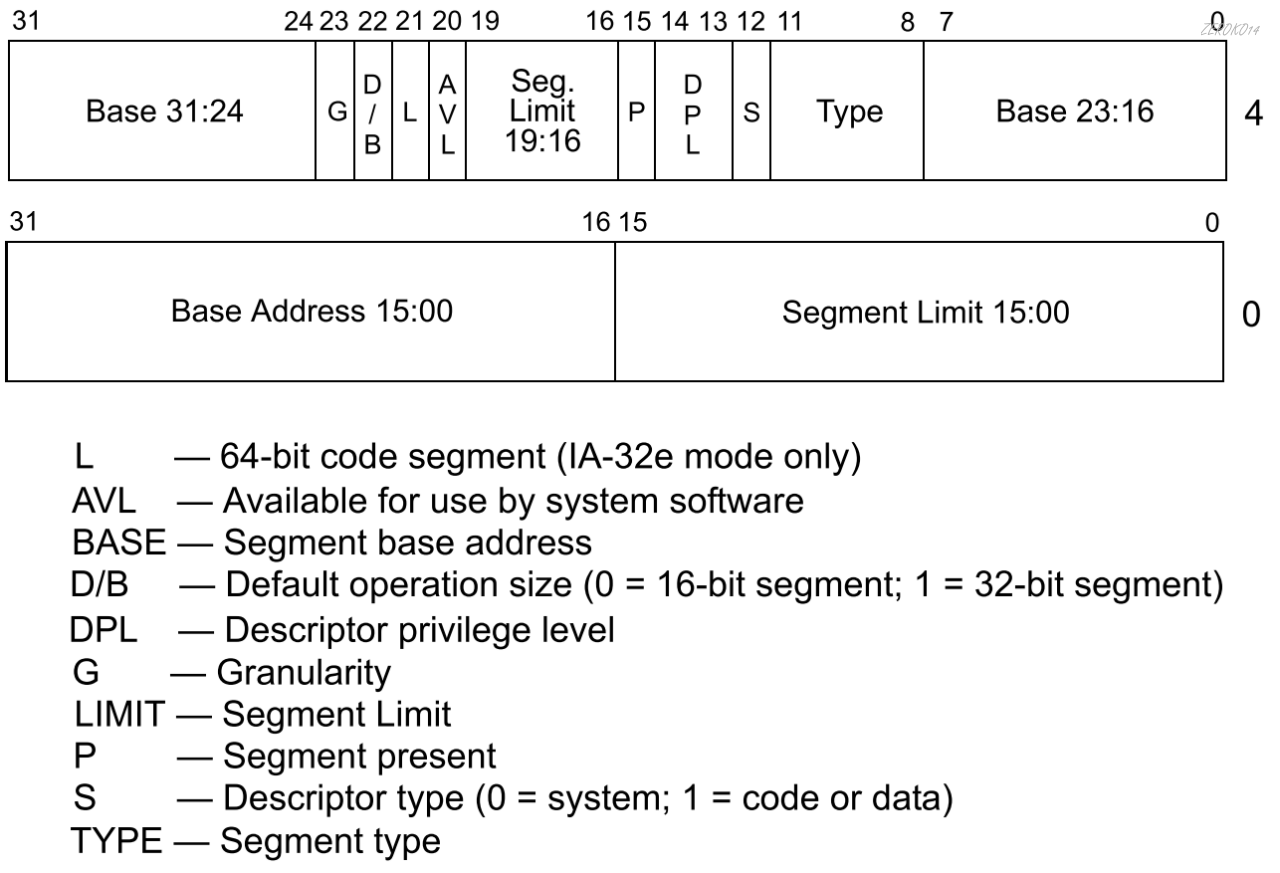 31 24 23 22 21 20 19 16 15 14 13 12 11 8 7 0
ZEROKO14
Base 31:24 G D/B L AVL Seg. Limit 19:16 P DPL S Type Base 23:16 4
31 16 15 0
Base Address 15:00 Segment Limit 15:00 0
L — 64-bit code segment (IA-32e mode only)
AVL — Available for use by system software
BASE — Segment base address
D/B — Default operation size (0 = 16-bit segment; 1 = 32-bit segment)
DPL — Descriptor privilege level
G — Granularity
LIMIT — Segment Limit
P — Segment present
S — Descriptor type (0 = system; 1 = code or data)
TYPE — Segment type